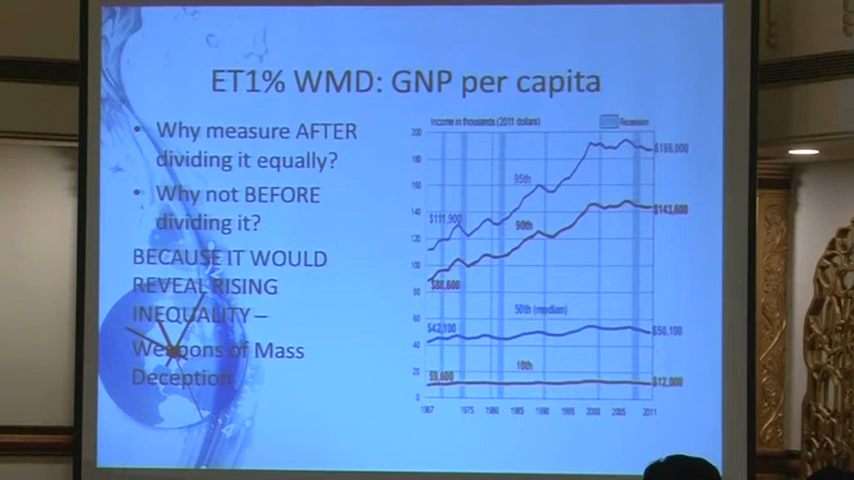 ET1% WMD: GNP per capita
• Why measure AFTER
dividing it equally?
• Why not BEFORE
dividing it?
BECAUSE IT WOULD
REVEAL RISING
INEQUALITY –
Weapons of Mass
Deception
Income in thousands (2011 dollars)
Recession
200
180
160
140
120
100
80
60
40
20
0
95th
$111,900
$186,000
90th
$88,600
$143,600
50th (median)
$42,100
$50,100
10th
$9,600
$12,000
1967 1975 1980 1985 1990 1995 2000 2005 2011